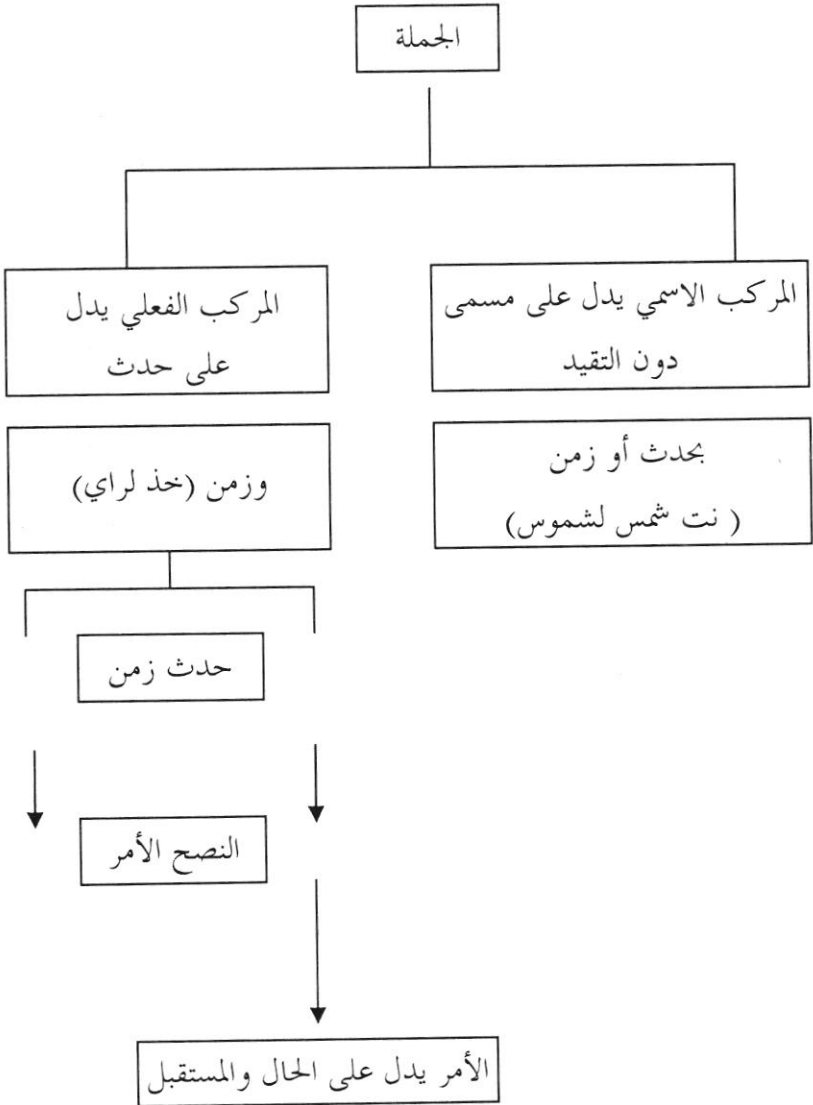 الجملة
المركب الاسمي يدل على مسمى
دون التقيد
بحدث أو زمن
( نت شمس لشموس)
المركب الفعلي يدل
على حدث
وزمن (خذ لراي)
حدث زمن
النصح الأمر
الأمر يدل على الحال والمستقبل